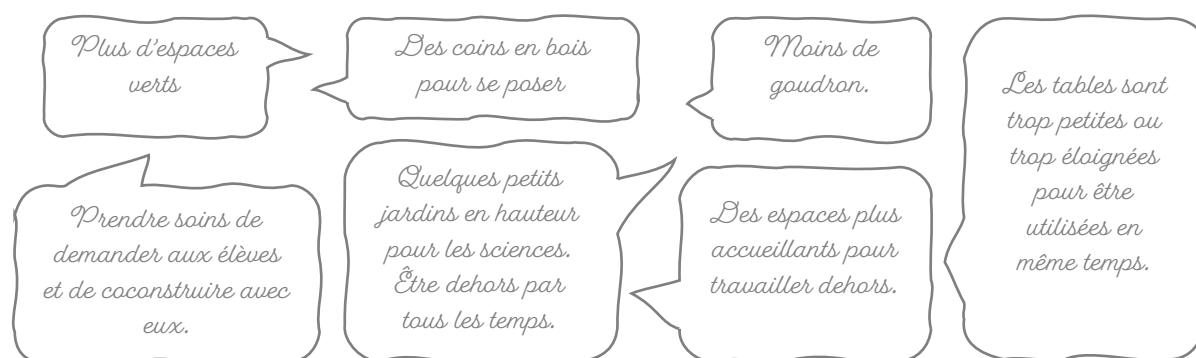 Plus d'espaces
verts
Des coins en bois
pour se poser
Moins de
goudron.
Les tables sont
trop petites ou
trop éloignées
pour être
utilisées en
même temps.
Prendre soins de
demander aux élèves
et de coconstruire avec
eux.
Quelques petits
jardins en hauteur
pour les sciences.
Être dehors par
tous les temps.
Des espaces plus
accueillants pour
travailler dehors.